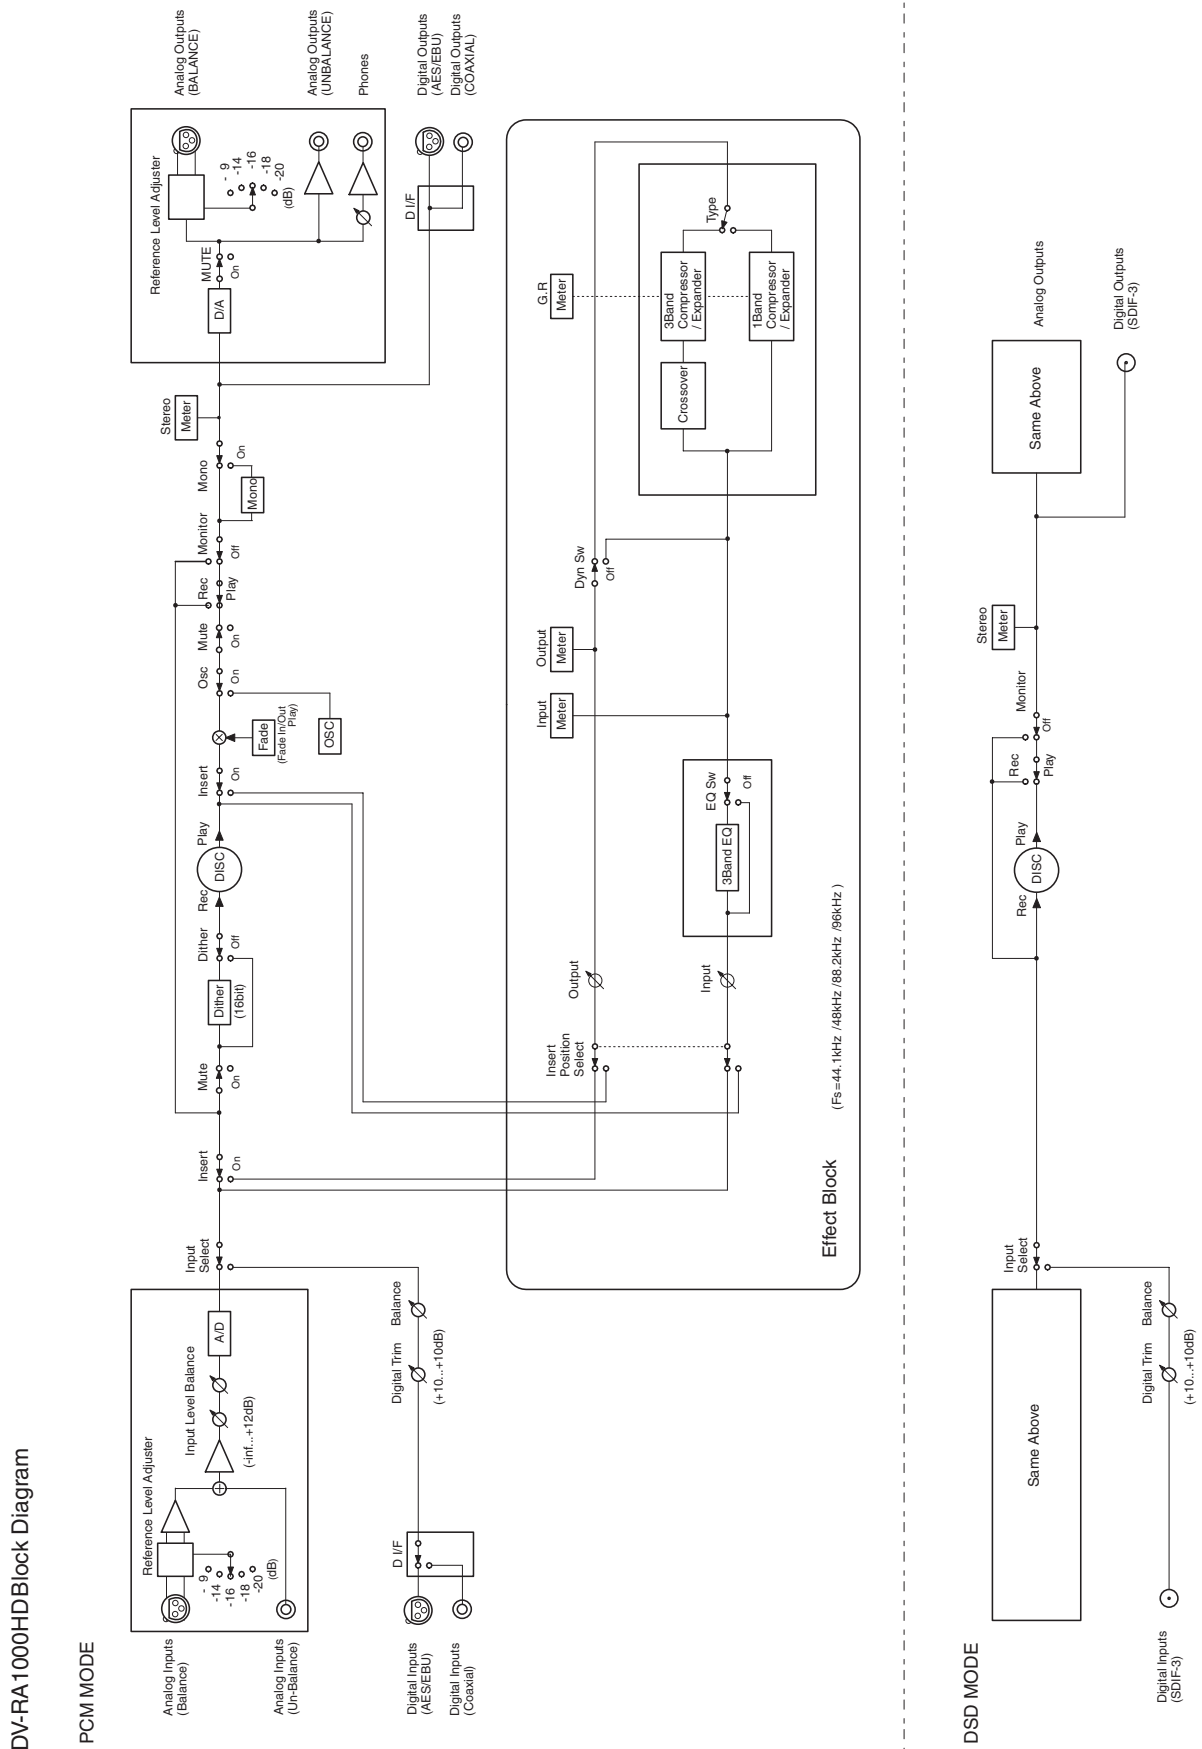 DV-RA1000HDBlock Diagram
PCM MODE
Analog Inputs
(Balance)
Analog Inputs
(Un-Balance)
Reference Level Adjuster
- 9
-14
-16
-18
-20
(dB)
Input Level
Balance
(-inf...+12dB)
A/D
Digital Inputs
(AES/EBU)
Digital Inputs
(Coaxial)
D I/F
Digital Trim
Balance
(+10...+10dB)
Input
Select
Insert
On
Mute
On
Dither
(16bit)
Dither
Off
Rec
DISC
Play
Insert
On
Fade
(Fade In/Out
Play)
OSC
Osc
On
Mute
On
Rec
Play
Monitor
Off
Mono
Mono
On
Stereo
Meter
D/A
MUTE
On
Reference Level Adjuster
- 9
-14
-16
-18
-20
(dB)
Analog Outputs
(BALANCE)
Analog Outputs
(UNBALANCE)
Phones
D I/F
Digital Outputs
(AES/EBU)
Digital Outputs
(COAXIAL)
Effect Block
(Fs=44.1kHz /48kHz /88.2kHz /96kHz )
Insert
Position
Select
Output
Input
3Band EQ
EQ Sw
Off
Input
Meter
Output
Meter
Dyn Sw
Off
Crossover
3Band
Compressor
/ Expander
1Band
Compressor
/ Expander
G.R
Meter
Type
DSD MODE
Digital Inputs
(SDIF-3)
Same Above
Digital Trim
Balance
(+10...+10dB)
Input
Select
Rec
DISC
Play
Rec
Play
Monitor
Off
Stereo
Meter
Same Above
Analog Outputs
Digital Outputs
(SDIF-3)